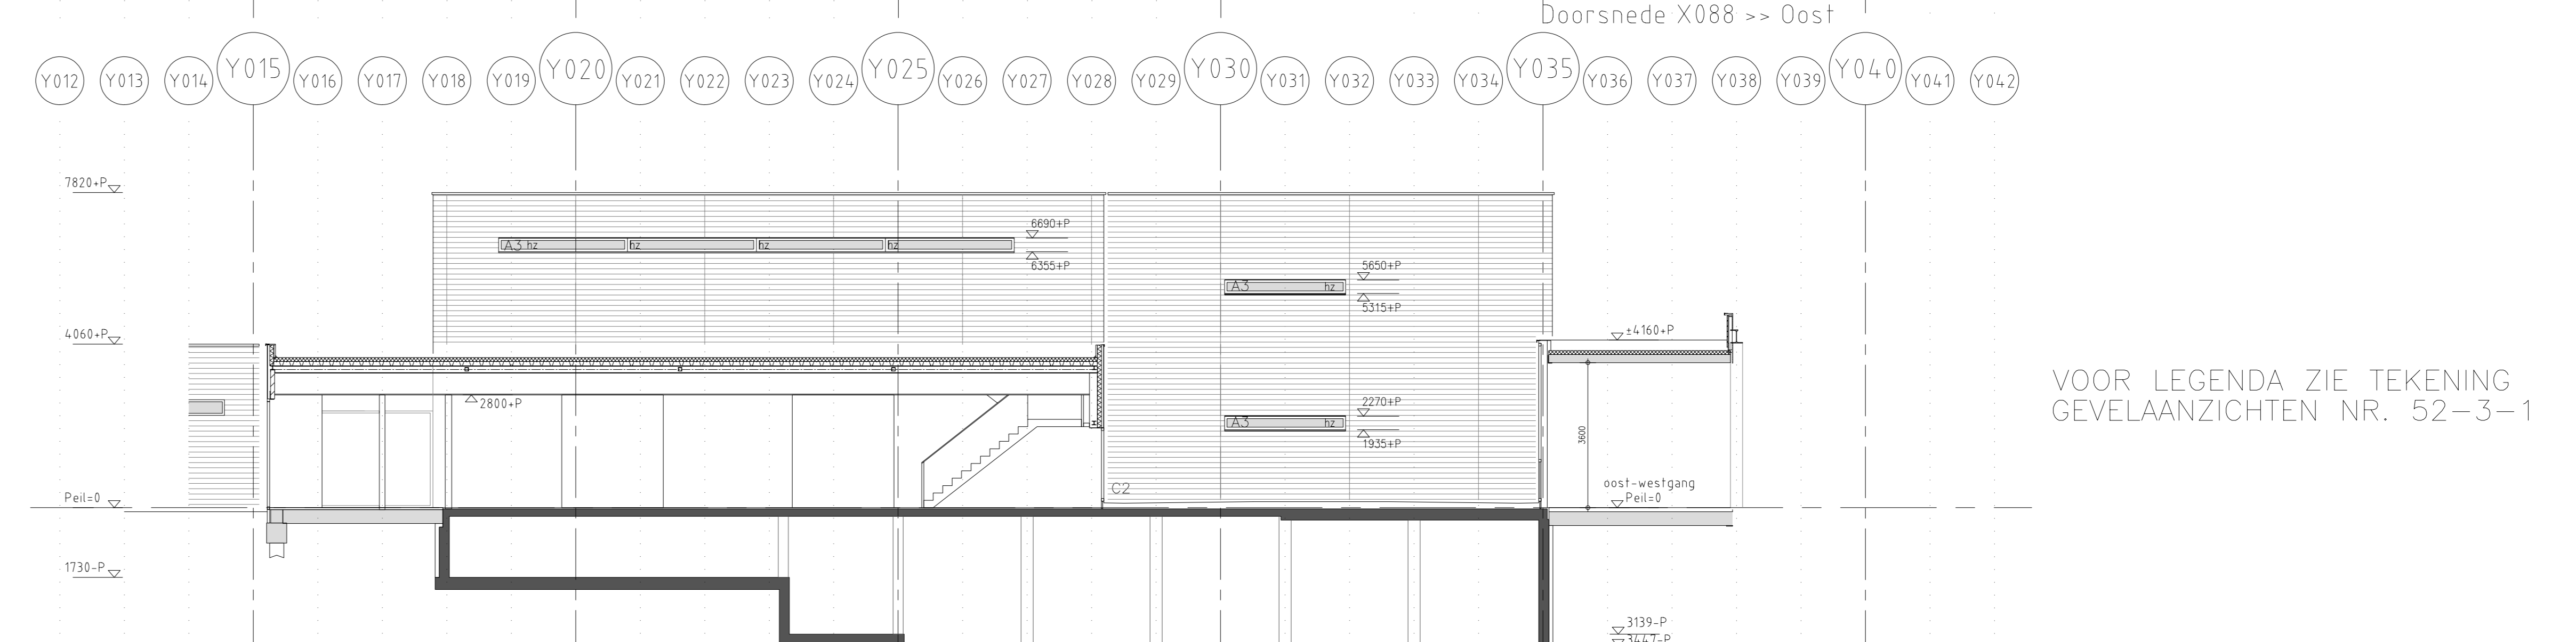 Doorsnede X088 >> Oost
Y012 Y013 Y014 Y015 Y016 Y017 Y018 Y019 Y020 Y021 Y022 Y023 Y024 Y025 Y026 Y027 Y028 Y029 Y030 Y031 Y032 Y033 Y034 Y035 Y036 Y037 Y038 Y039 Y040 Y041 Y042
7820+P
6690+P
A3 hz hz hz hz
6355+P
5650+P
A3 hz
5315+P
4060+P
±4160+P
2800+P
2270+P
A3 hz
1935+P
3600
VOOR LEGENDA ZIE TEKENING
GEVELAANZICHTEN NR. 52-3-1
C2
oost-westgang
Peil=0
Peil=0
1730-P
3139-P
3447-P